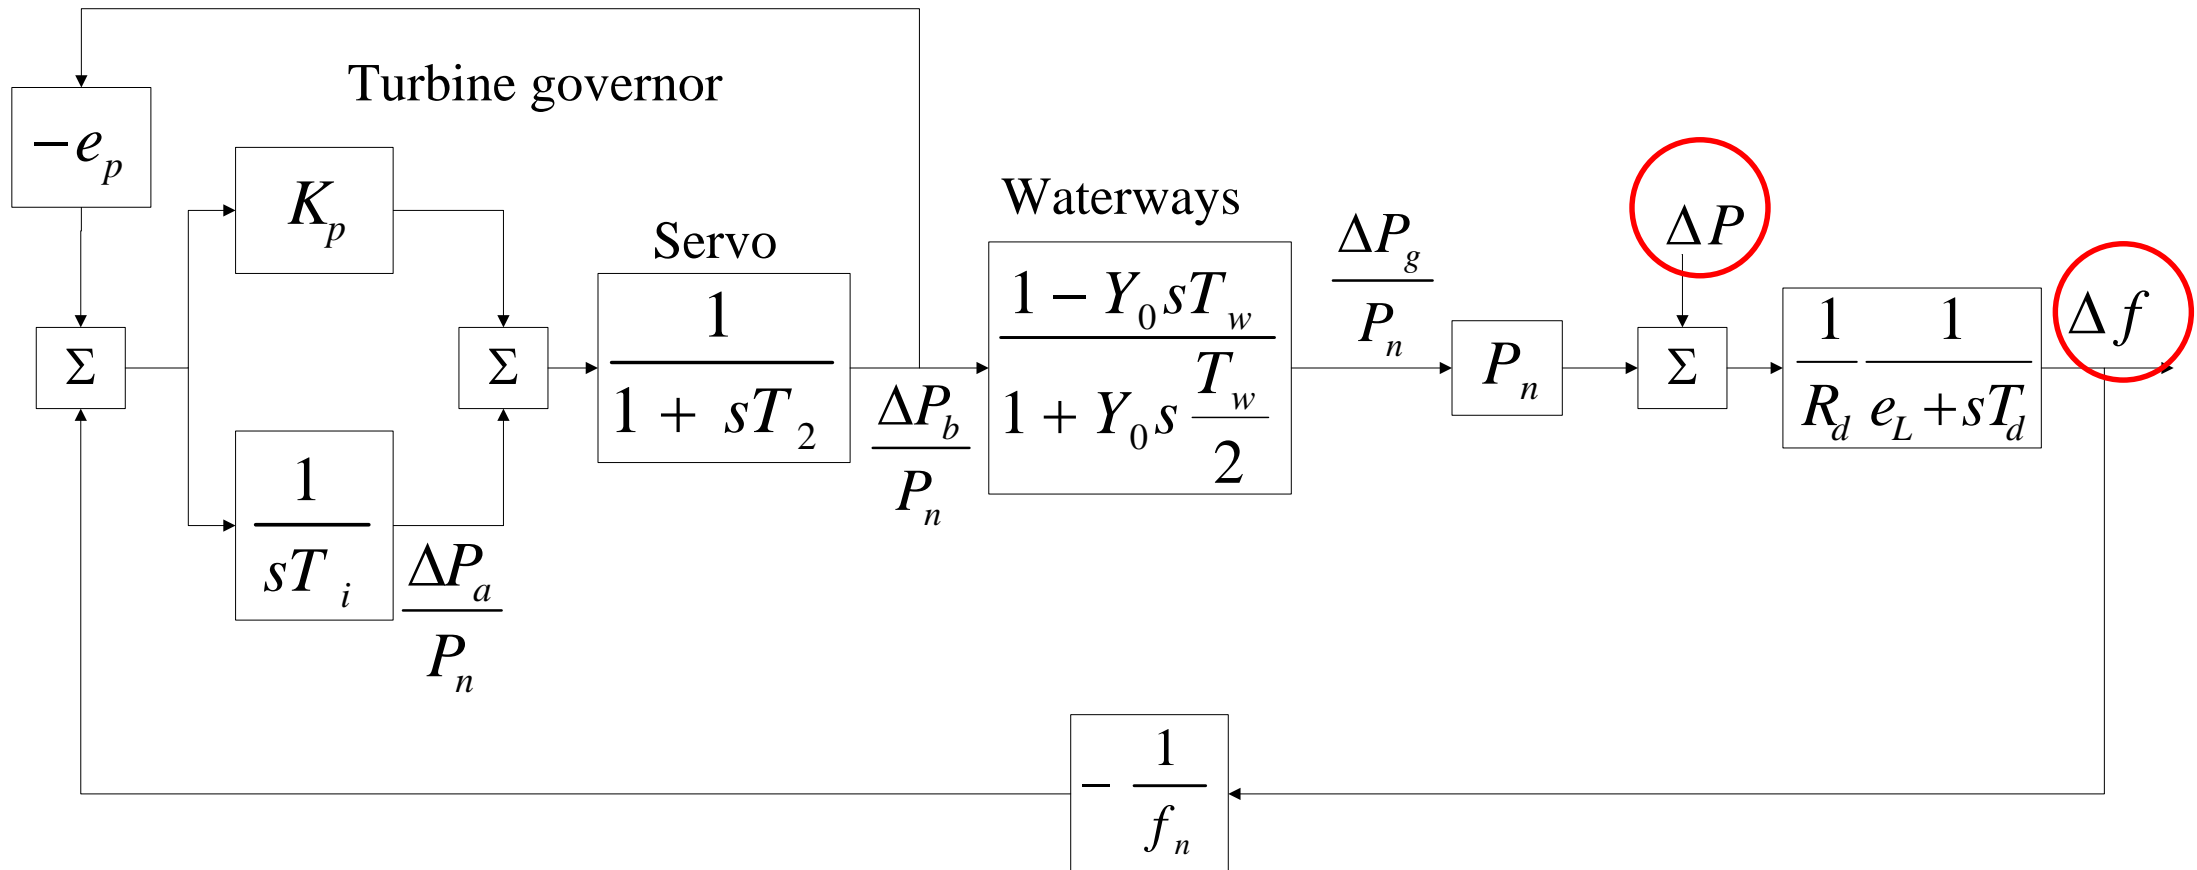 Turbine governor
−e_p
K_p
Servo
Waterways
ΔP_g / P_n
ΔP
Σ
Σ
1 / (1 + sT_2)
(1 − Y_0 sT_w) / (1 + Y_0 s T_w/2)
P_n
Σ
1/R_d 1/(e_L + sT_d)
Δf
ΔP_b / P_n
1 / sT_i
ΔP_a / P_n
− 1 / f_n